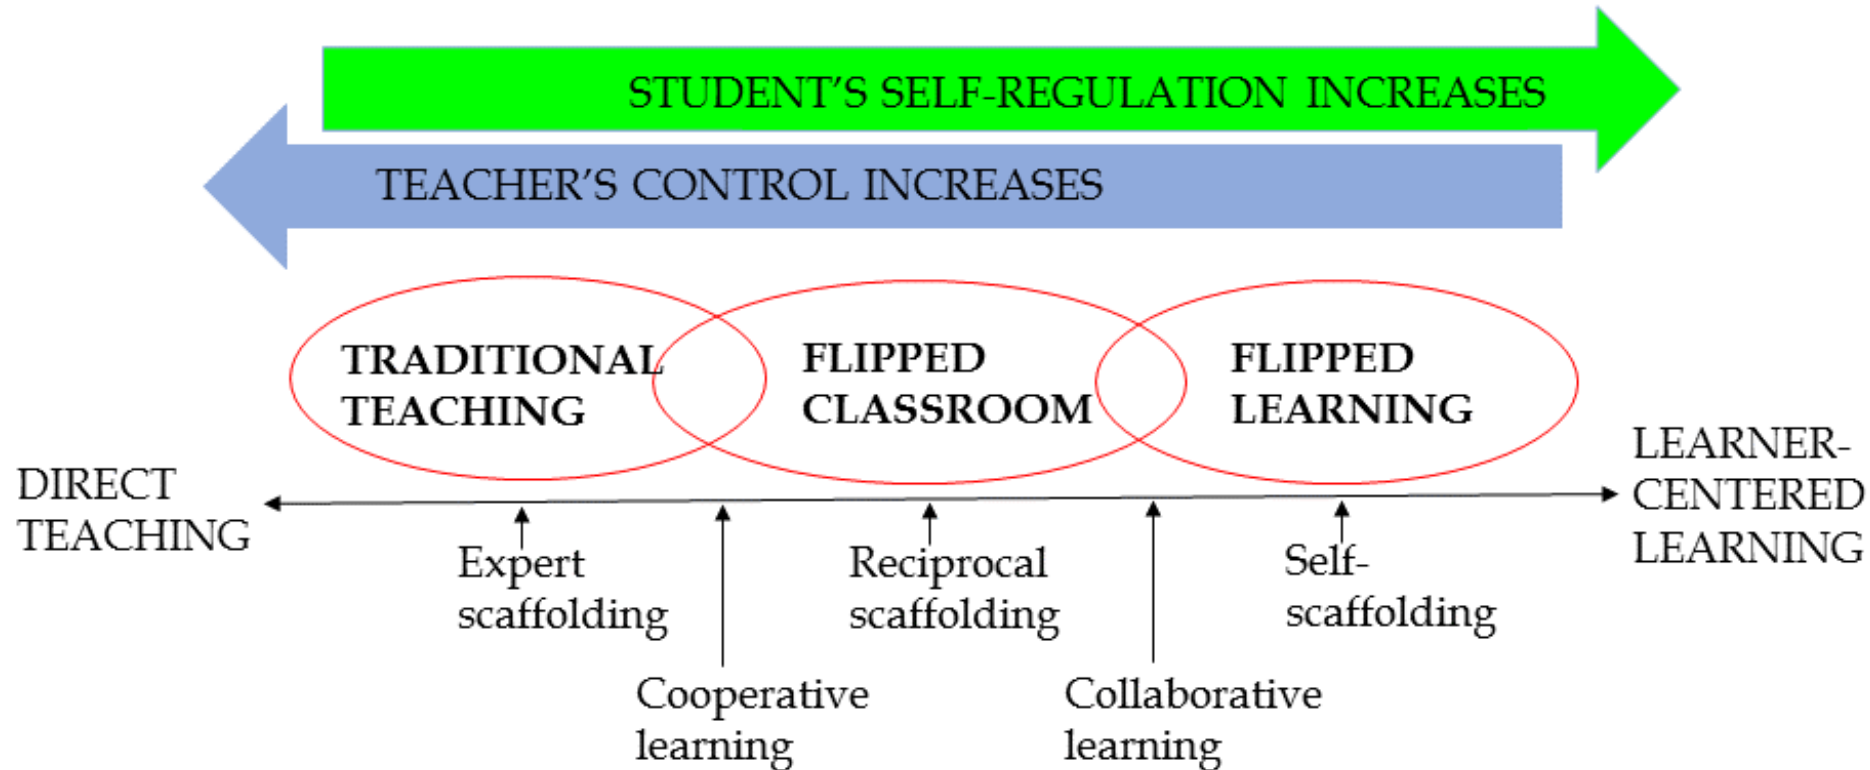 STUDENT’S SELF-REGULATION INCREASES
TEACHER’S CONTROL INCREASES
TRADITIONAL
TEACHING
FLIPPED
CLASSROOM
FLIPPED
LEARNING
DIRECT
TEACHING
LEARNER-
CENTERED
LEARNING
Expert
scaffolding
Reciprocal
scaffolding
Self-
scaffolding
Cooperative
learning
Collaborative
learning